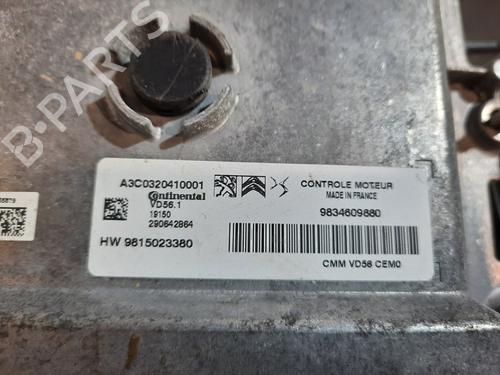 B-PARTS
A3C0320410001
Continental
VD56.1
19150
290642864
HW 9815023380
CONTROLE MOTEUR
MADE IN FRANCE
9834609880
CMM VD56 CEM0